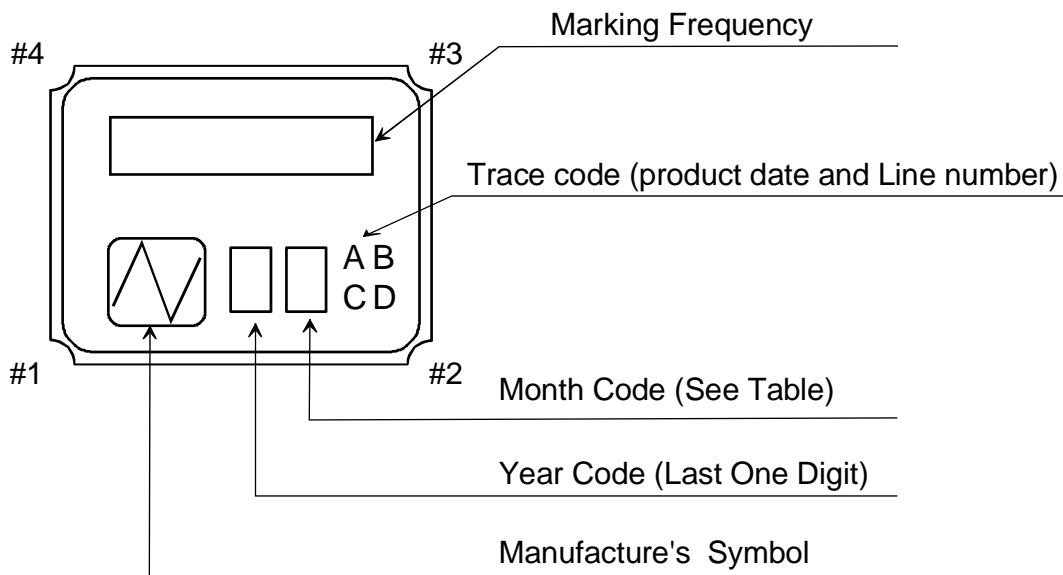 Marking Frequency
#4
#3
Trace code (product date and Line number)
A B
C D
#1
#2
Month Code (See Table)
Year Code (Last One Digit)
Manufacture's Symbol